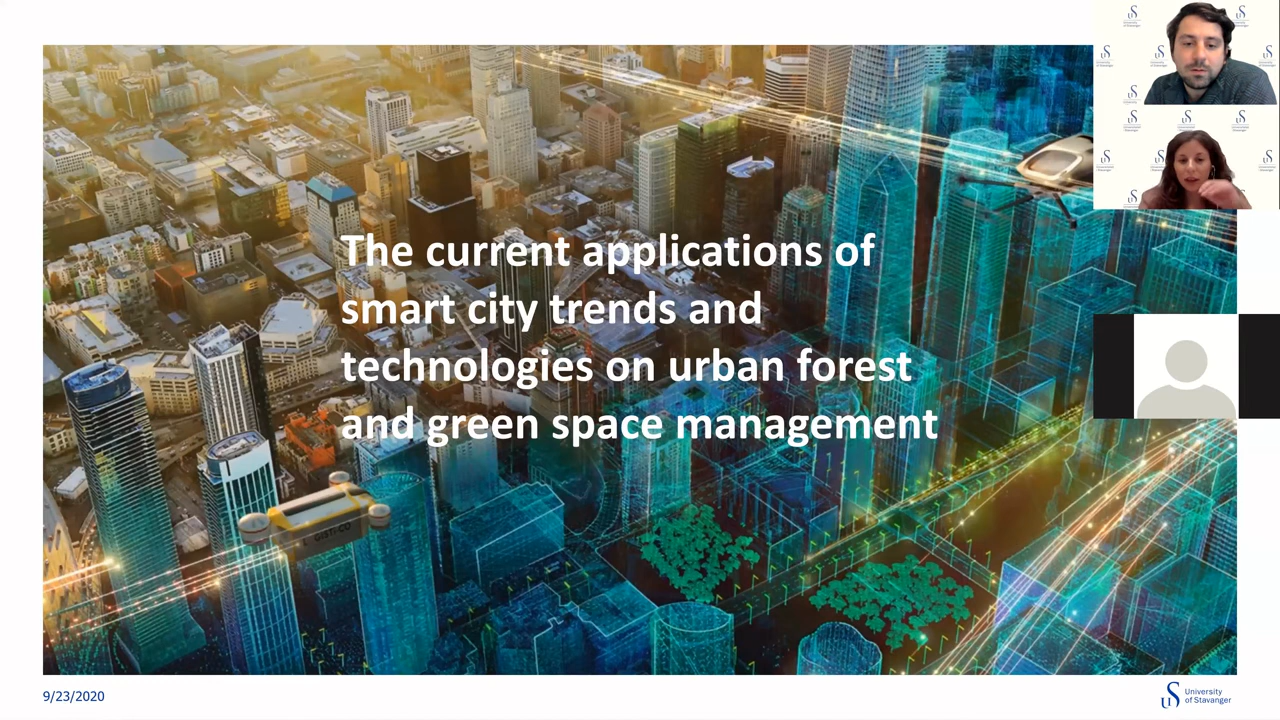 The current applications of
smart city trends and
technologies on urban forest
and green space management
9/23/2020
University
of Stavanger